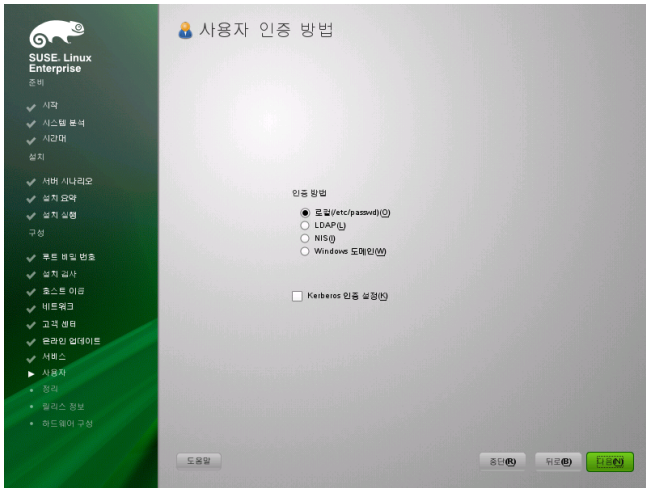 SUSE. Linux
Enterprise
준비
시작
시스템 분석
시간대
설치
서버 시나리오
설치 요약
설치 실행
구성
루트 비밀 번호
설치 검사
호스트 이름
네트워크
고객 센터
온라인 업데이트
서비스
사용자
정리
릴리스 정보
하드웨어 구성
사용자 인증 방법
인증 방법
로컬(/etc/passwd)(O)
LDAP(L)
NIS(I)
Windows 도메인(W)
Kerberos 인증 설정(K)
도움말
중단(R)
뒤로(B)
다음(N)